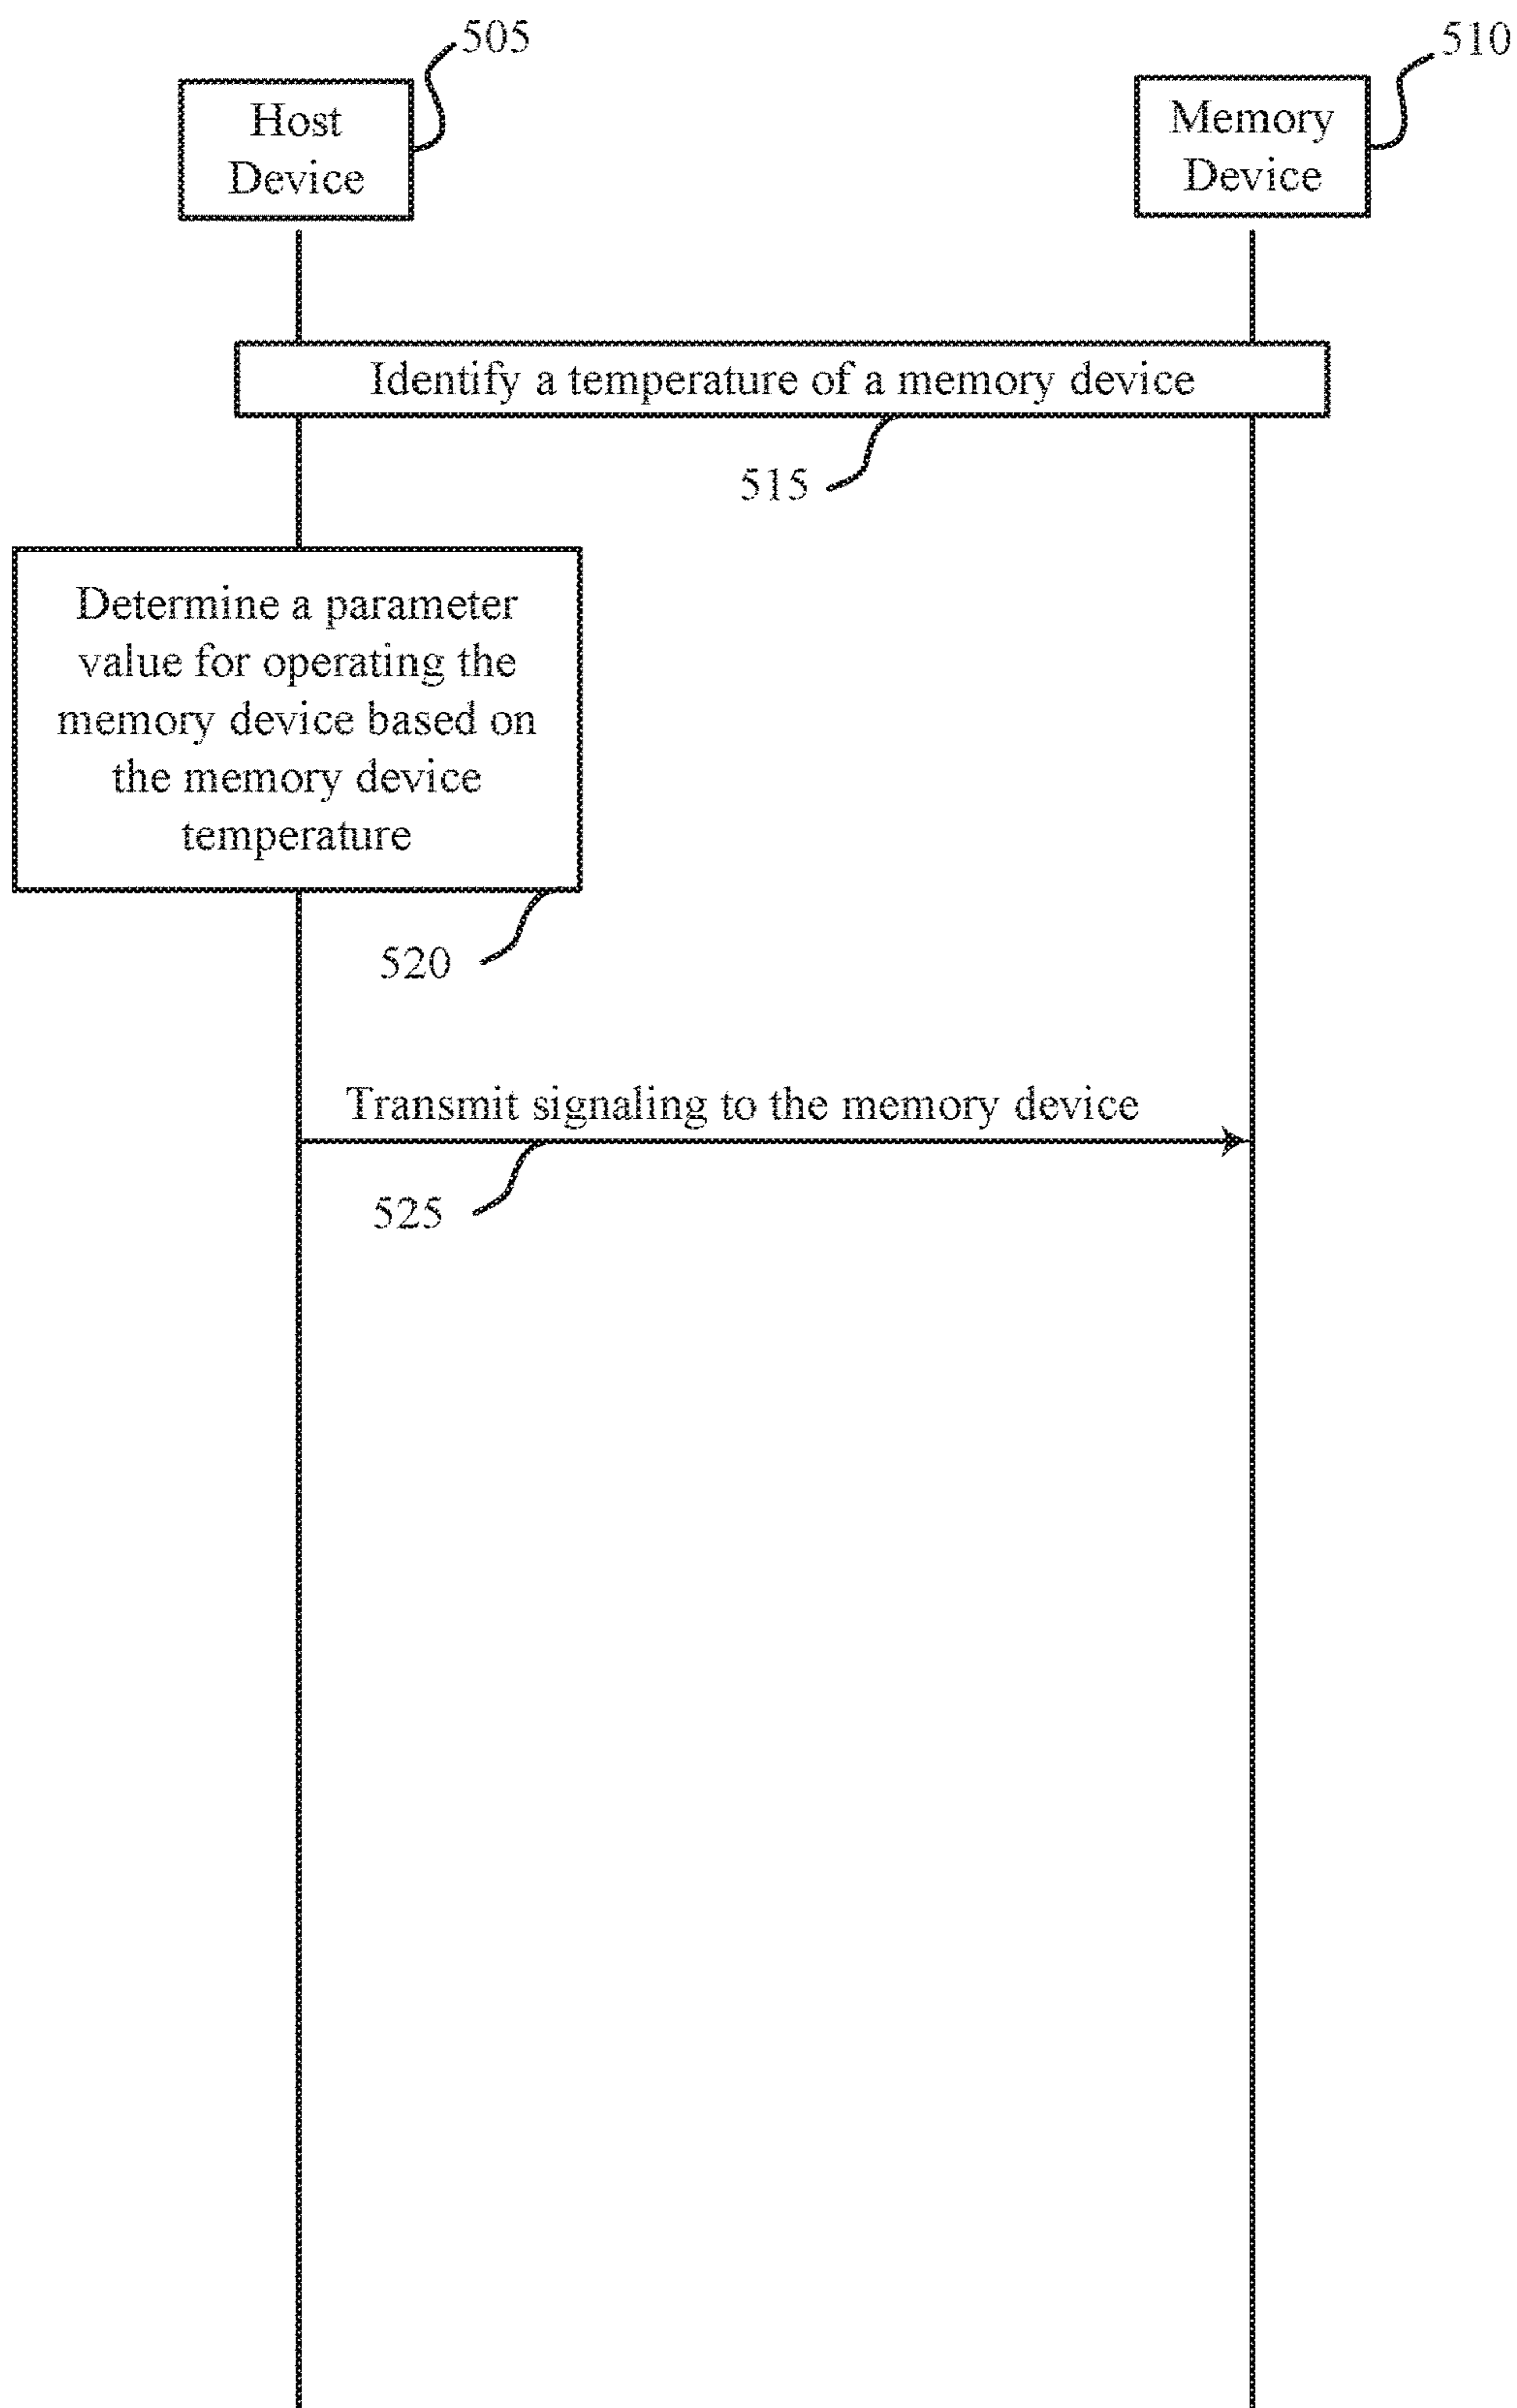 505
510
Host
Device
Memory
Device
Identify a temperature of a memory device
515
Determine a parameter
value for operating the
memory device based on
the memory device
temperature
520
Transmit signaling to the memory device
525